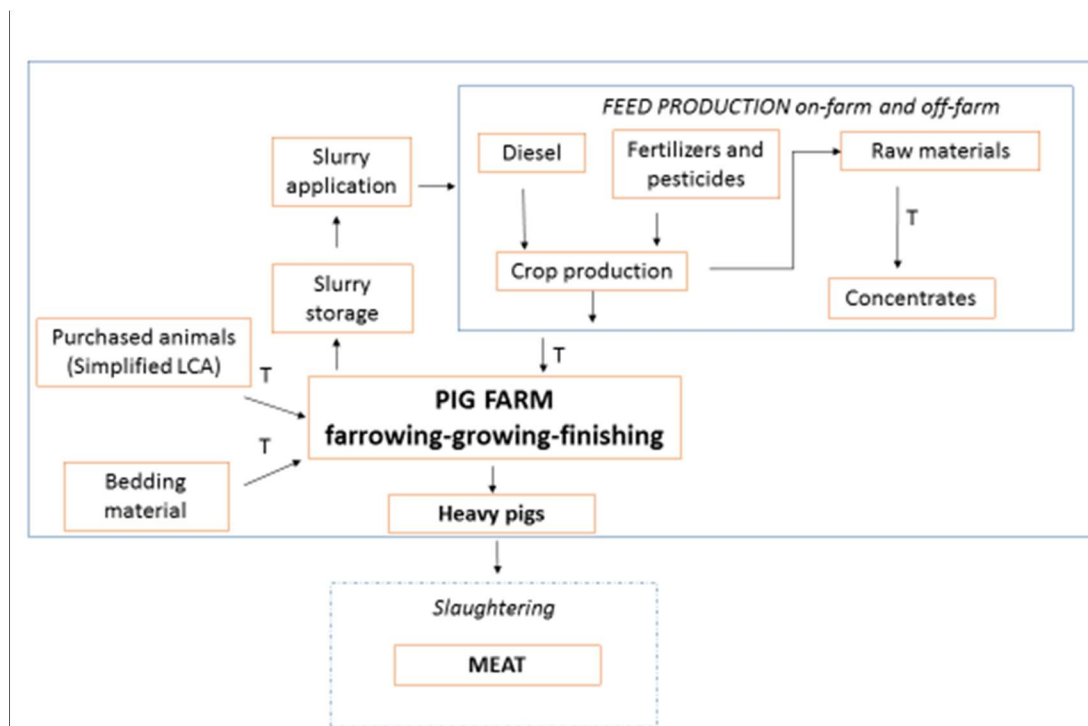 FEED PRODUCTION on-farm and off-farm
Diesel
Fertilizers and
pesticides
Raw materials
Slurry
application
T
Crop production
Concentrates
Slurry
storage
Purchased animals
(Simplified LCA)
T
T
PIG FARM
farrowing-growing-finishing
T
Bedding
material
Heavy pigs
Slaughtering
MEAT